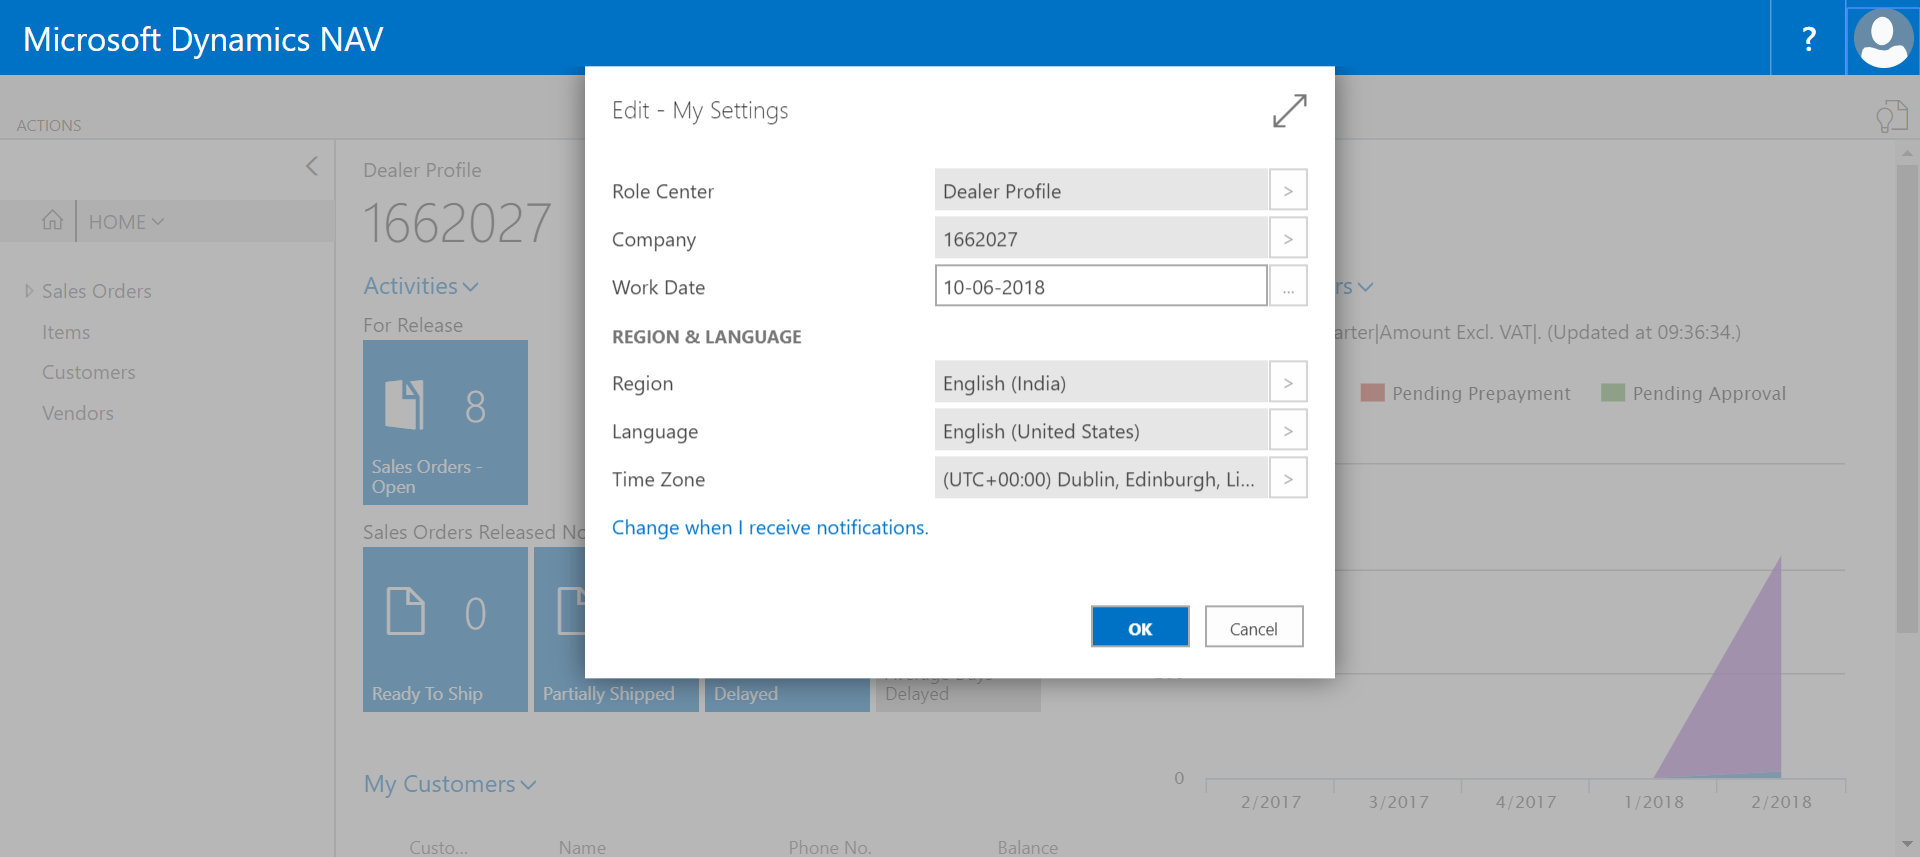 Microsoft Dynamics NAV
?
ACTIONS
HOME
Sales Orders
Items
Customers
Vendors
Dealer Profile
1662027
Activities
For Release
8
Sales Orders -
Open
Sales Orders Released No
0
Ready To Ship
Partially Shipped
Delayed
Delayed
My Customers
Custo...
Name
Phone No.
Balance
Edit - My Settings
Role Center
Dealer Profile
>
Company
1662027
>
Work Date
10-06-2018
...
REGION & LANGUAGE
Region
English (India)
>
Language
English (United States)
>
Time Zone
(UTC+00:00) Dublin, Edinburgh, Li...
>
Change when I receive notifications.
OK
Cancel
rs
arter|Amount Excl. VAT|. (Updated at 09:36:34.)
Pending Prepayment
Pending Approval
0
2/2017
3/2017
4/2017
1/2018
2/2018